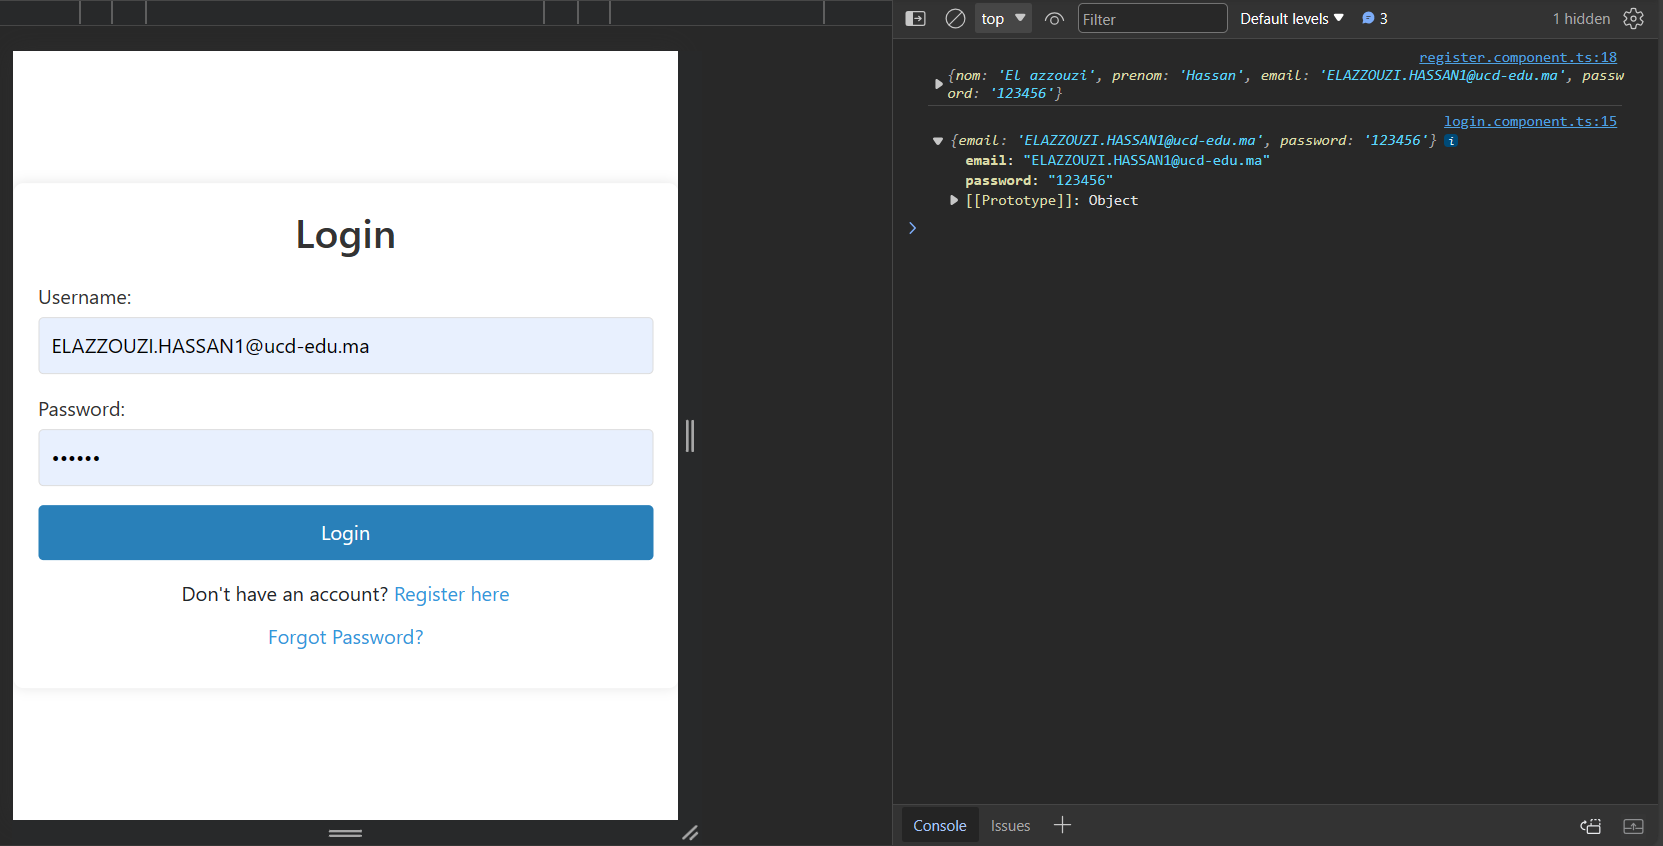 Login
Username:
ELAZZOUZI.HASSAN1@ucd-edu.ma
Password:
••••••
Login
Don't have an account? Register here
Forgot Password?
top
Filter
Default levels
3
1 hidden
register.component.ts:18
{nom: 'El azzouzi', prenom: 'Hassan', email: 'ELAZZOUZI.HASSAN1@ucd-edu.ma', passw
ord: '123456'}
login.component.ts:15
{email: 'ELAZZOUZI.HASSAN1@ucd-edu.ma', password: '123456'} i
email: "ELAZZOUZI.HASSAN1@ucd-edu.ma"
password: "123456"
[[Prototype]]: Object
Console
Issues